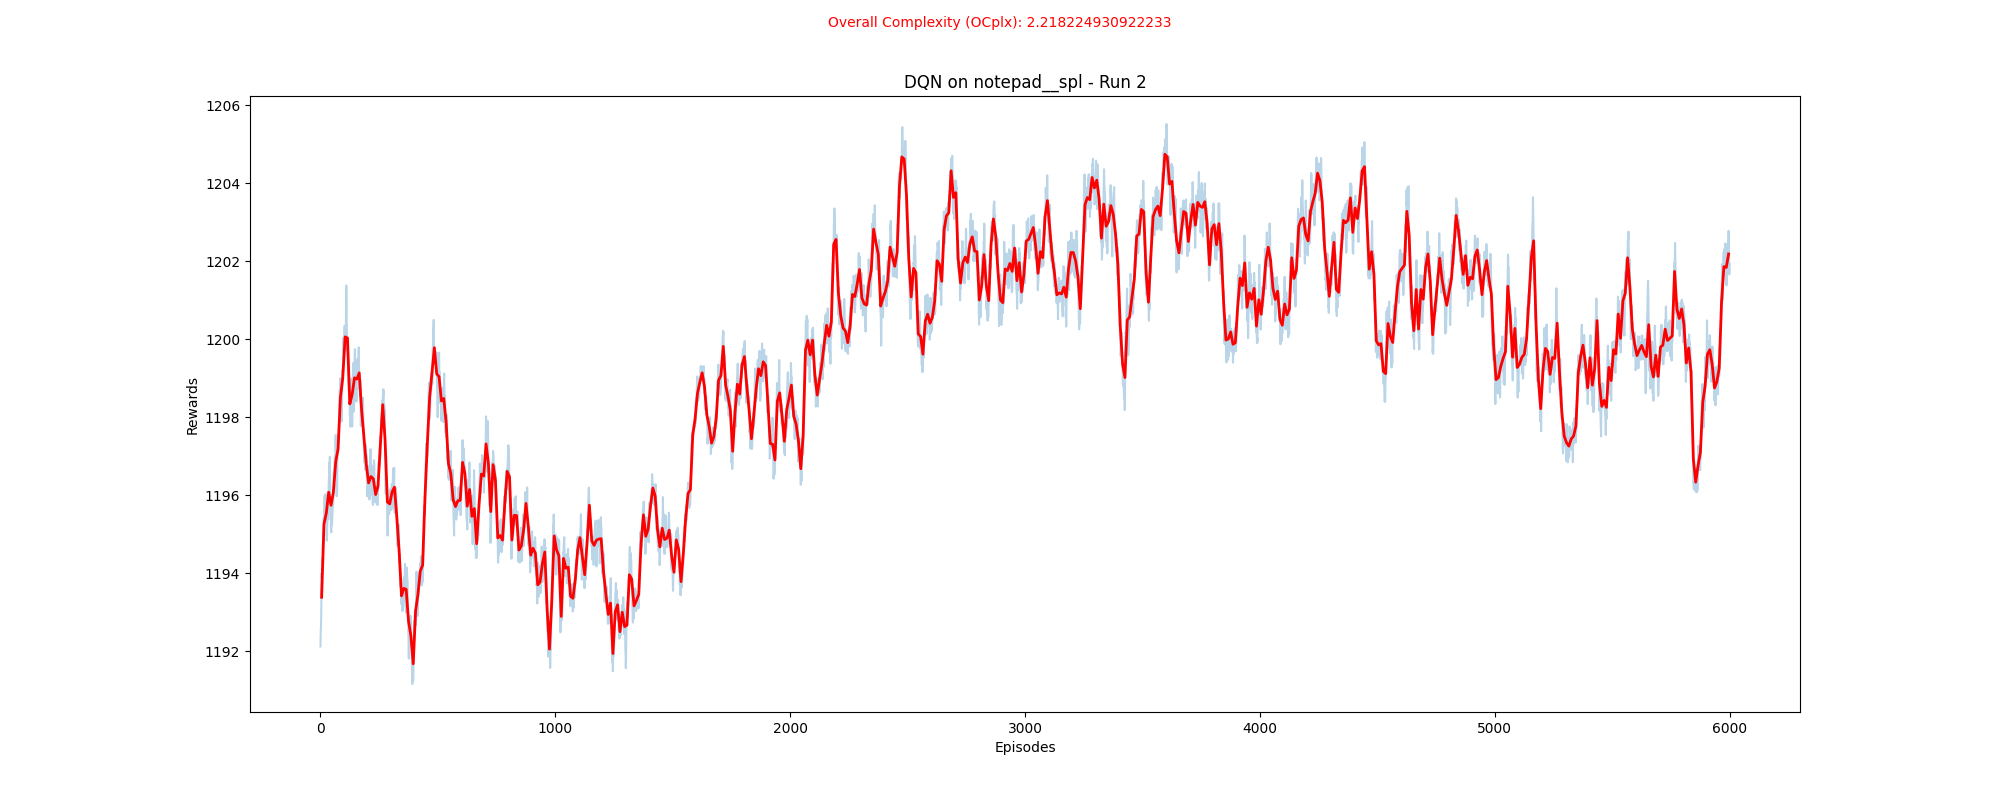 Overall Complexity (OCplx): 2.218224930922233
DQN on notepad__spl - Run 2
1206
1204
1202
1200
1198
1196
1194
1192
Rewards
0 1000 2000 3000 4000 5000 6000
Episodes